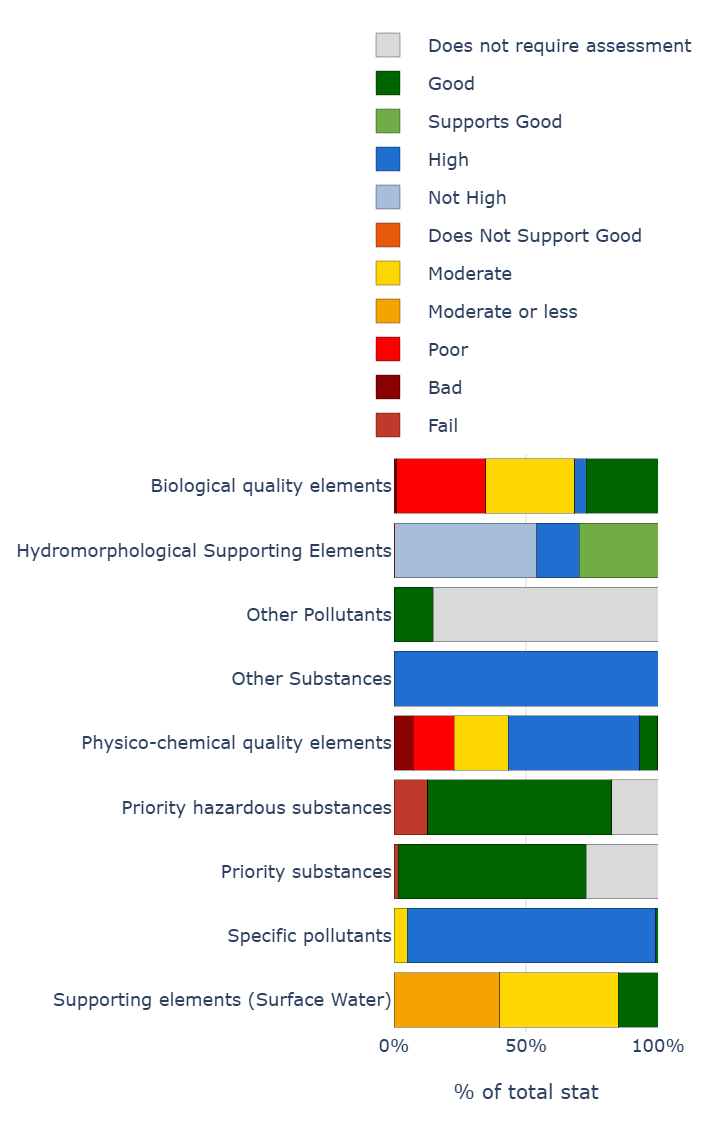 Does not require assessment
Good
Supports Good
High
Not High
Does Not Support Good
Moderate
Moderate or less
Poor
Bad
Fail
Biological quality elements
Hydromorphological Supporting Elements
Other Pollutants
Other Substances
Physico-chemical quality elements
Priority hazardous substances
Priority substances
Specific pollutants
Supporting elements (Surface Water)
0% 50% 100%
% of total stat